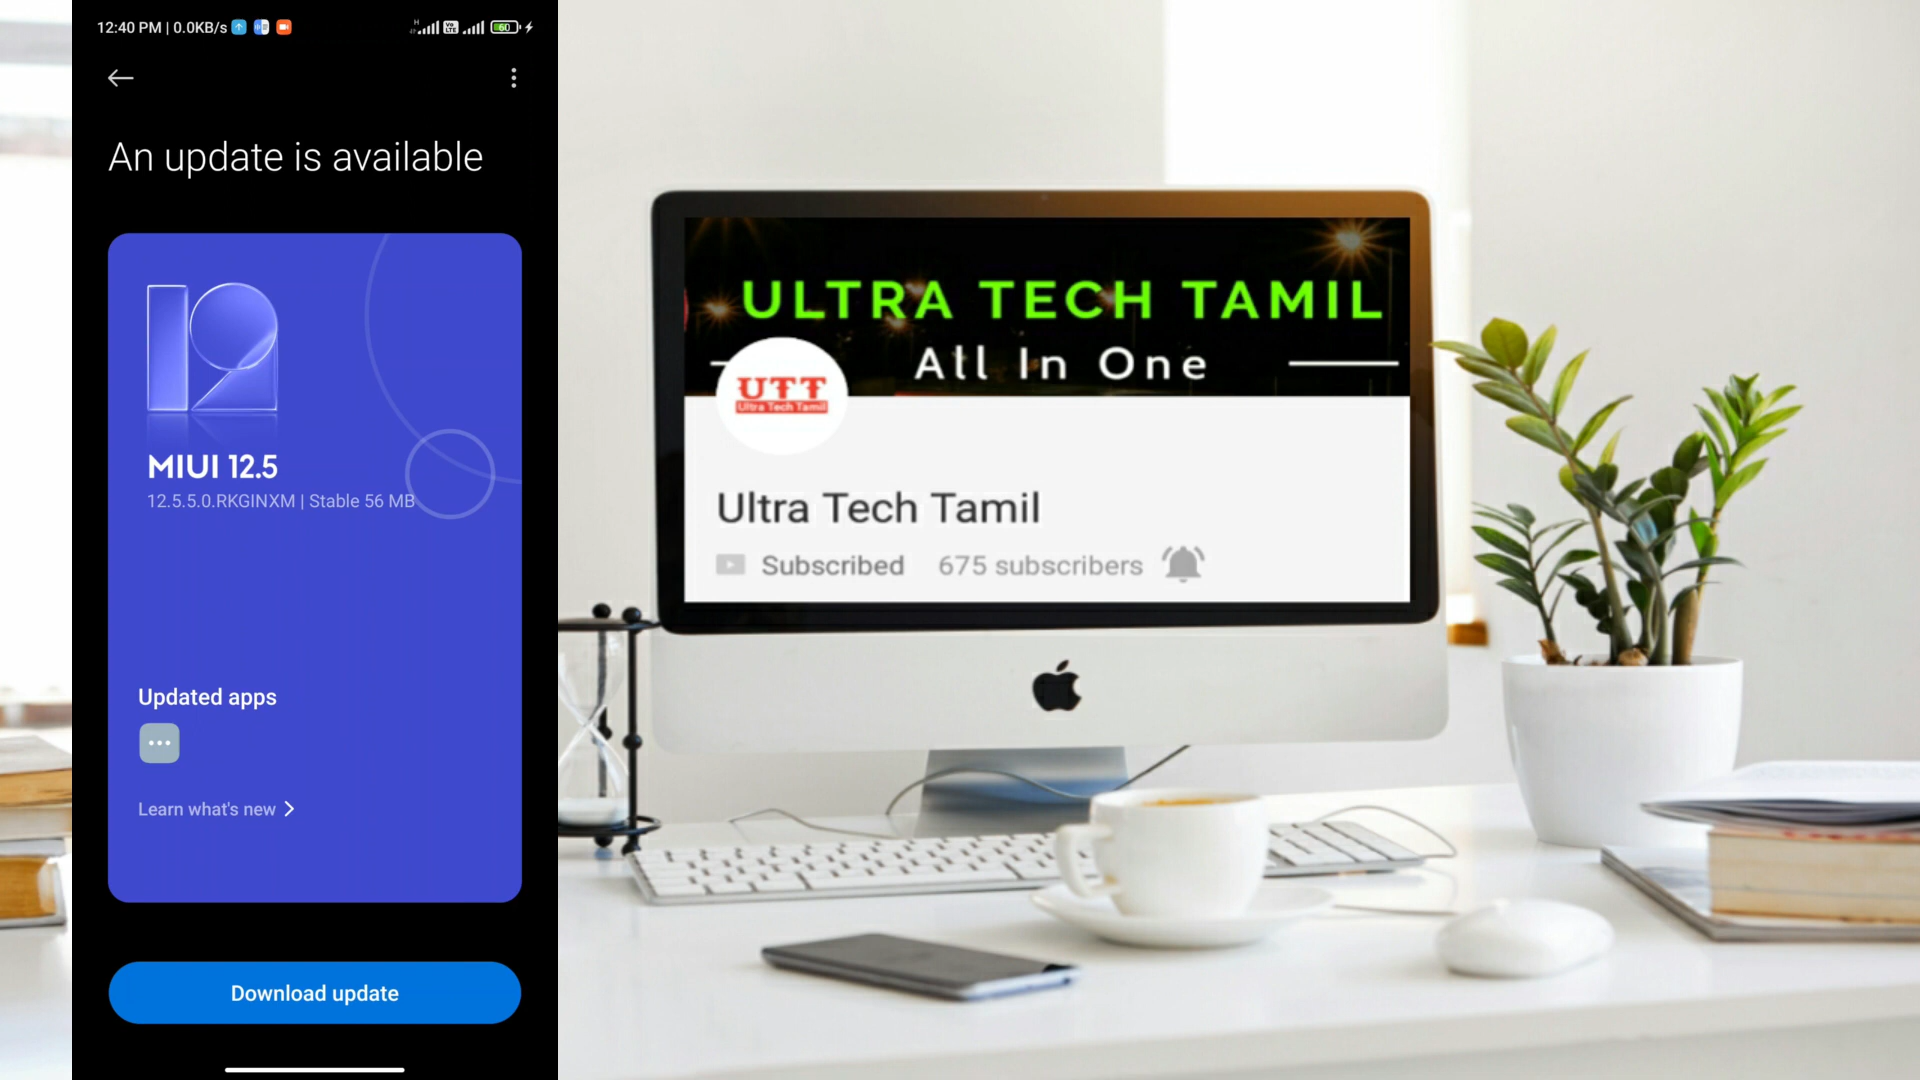 12:40 PM | 0.0KB/s
60
An update is available
12
MIUI 12.5
12.5.5.0.RKGINXM | Stable 56 MB
Updated apps
Learn what's new
Download update
ULTRA TECH TAMIL
All In One
UTT
Ultra Tech Tamil
Ultra Tech Tamil
Subscribed 675 subscribers